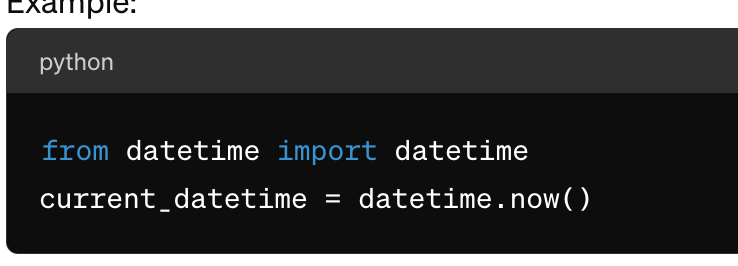 Example:
python
from datetime import datetime
current_datetime = datetime.now()